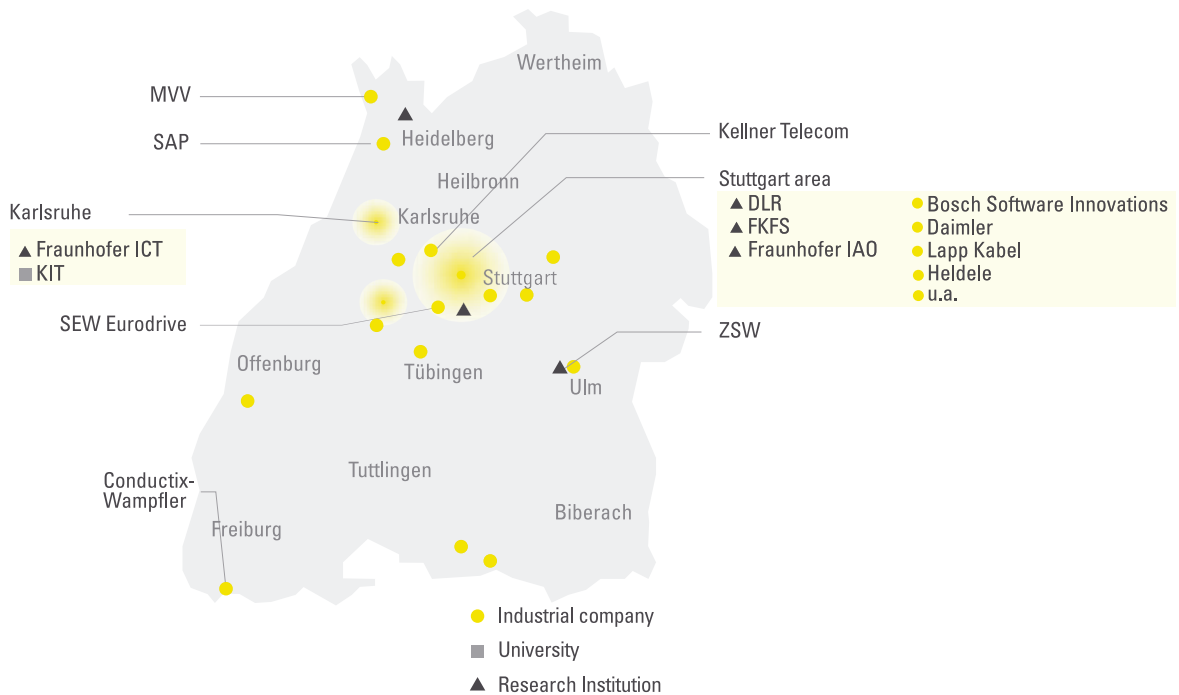 Wertheim
MVV
Kellner Telecom
SAP
Heidelberg
Heilbronn
Stuttgart area
Karlsruhe
Karlsruhe
DLR
Bosch Software Innovations
FKFS
Daimler
Fraunhofer IAO
Lapp Kabel
Heldele
u.a.
Fraunhofer ICT
KIT
Stuttgart
SEW Eurodrive
ZSW
Offenburg
Tübingen
Ulm
Tuttlingen
Conductix-
Wampfler
Biberach
Freiburg
Industrial company
University
Research Institution